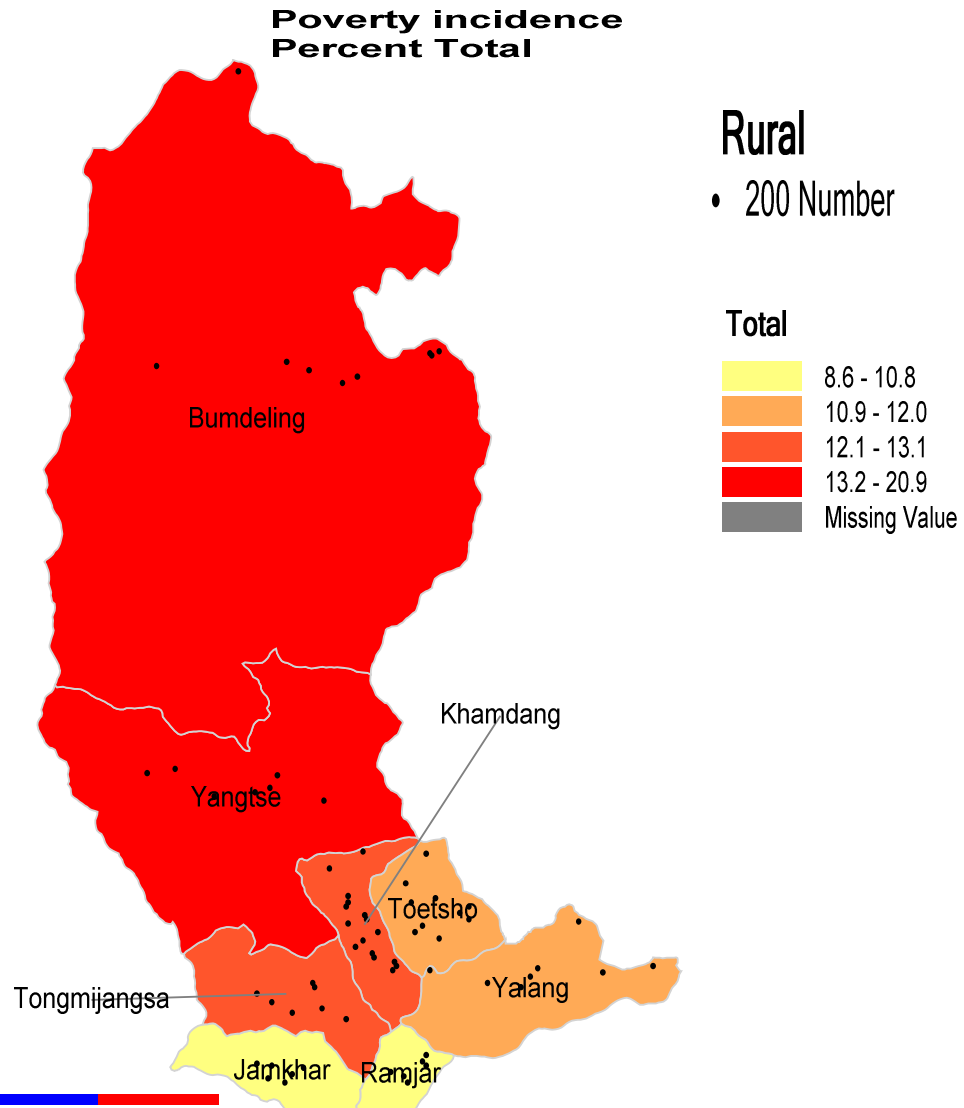 Poverty incidence
Percent Total
Rural
200 Number
Total
8.6 - 10.8
10.9 - 12.0
12.1 - 13.1
13.2 - 20.9
Missing Value
Bumdeling
Khamdang
Yangtse
Toetsho
Yalang
Tongmijangsa
Jamkhar
Ramjar